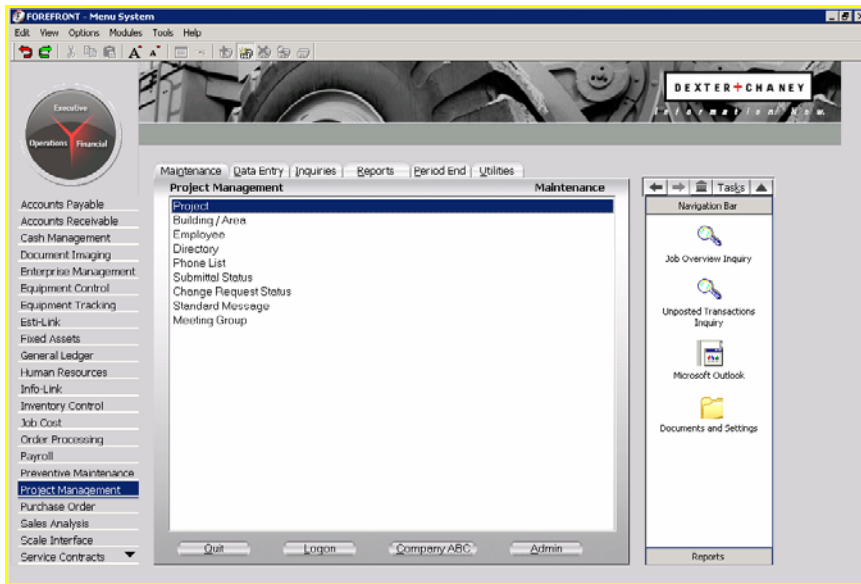 FOREFRONT - Menu System
Edit View Options Modules Tools Help
DEXTER+CHANEY
Information Now.
Executive
Operations Financial
Maintenance Data Entry Inquiries Reports Period End Utilities
Project Management Maintenance
Project
Building/Area
Employee
Directory
Phone List
Submittal Status
Change Request Status
Standard Message
Meeting Group
Accounts Payable
Accounts Receivable
Cash Management
Document Imaging
Enterprise Management
Equipment Control
Equipment Tracking
Esti-Link
Fixed Assets
General Ledger
Human Resources
Info-Link
Inventory Control
Job Cost
Order Processing
Payroll
Preventive Maintenance
Project Management
Purchase Order
Sales Analysis
Scale Interface
Service Contracts
Quit Logon Company ABC Admin
Tasks
Navigation Bar
Job Overview Inquiry
Unposted Transactions
Inquiry
Microsoft Outlook
Documents and Settings
Reports